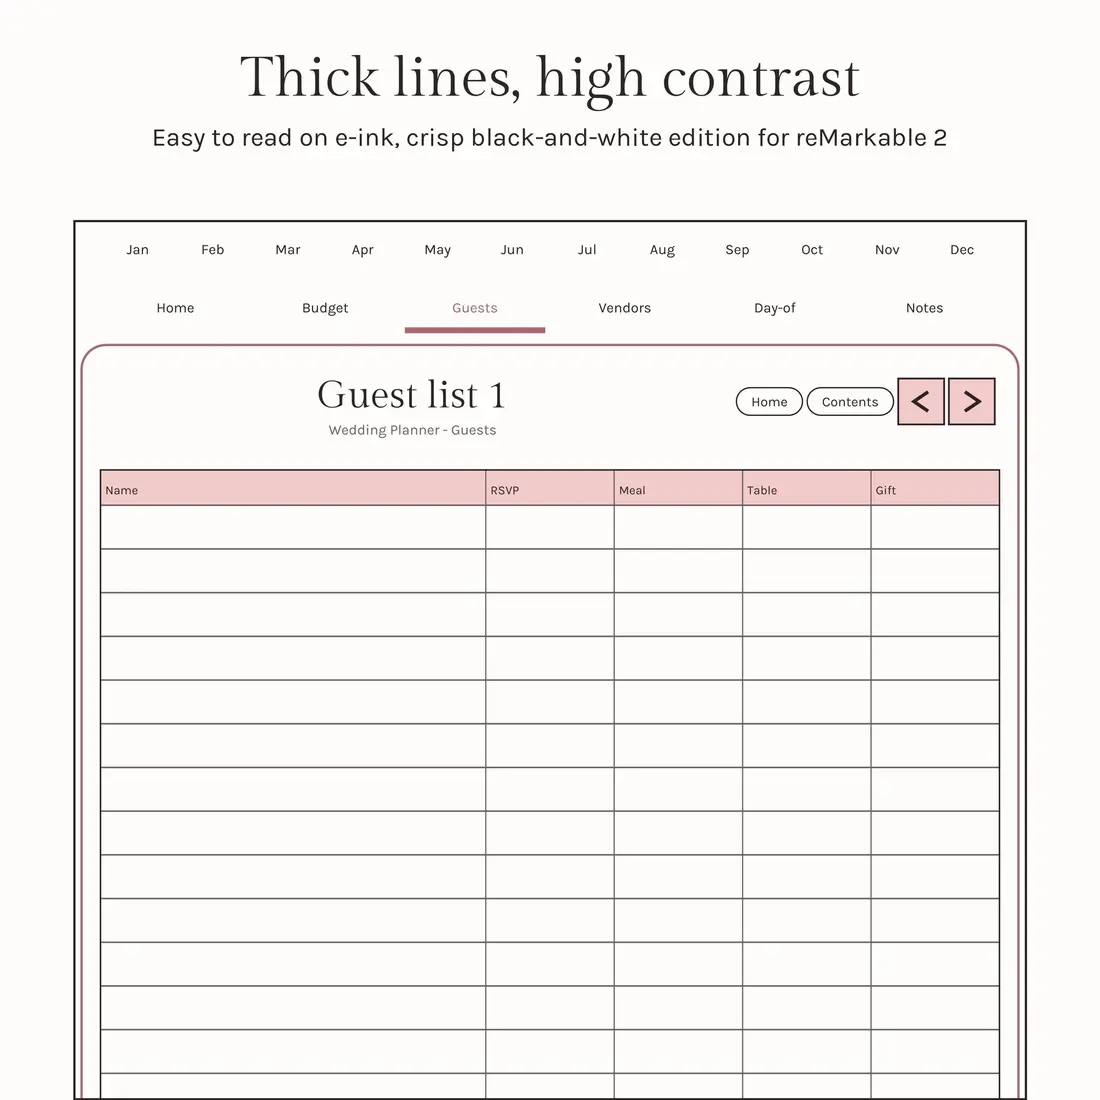 Thick lines, high contrast
Easy to read on e-ink, crisp black-and-white edition for reMarkable 2
Jan Feb Mar Apr May Jun Jul Aug Sep Oct Nov Dec
Home Budget Guests Vendors Day-of Notes
Guest list 1
Wedding Planner - Guests
Home Contents < >
Name RSVP Meal Table Gift